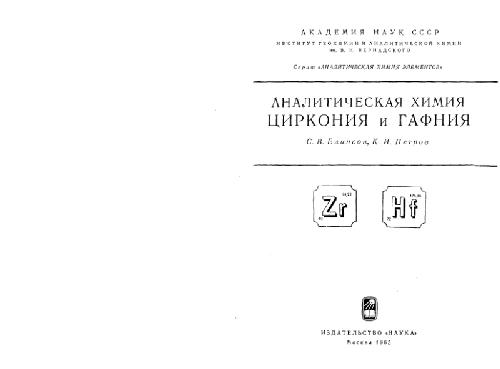 АКАДЕМИЯ НАУК СССР
ИНСТИТУТ ГЕОХИМИИ И АНАЛИТИЧЕСКОЙ ХИМИИ
им. В. И. ВЕРНАДСКОГО
Серия: «АНАЛИТИЧЕСКАЯ ХИМИЯ ЭЛЕМЕНТОВ»
АНАЛИТИЧЕСКАЯ ХИМИЯ
ЦИРКОНИЯ и ГАФНИЯ
С. В. Елинсон, К. И. Петров
Zr
Hf
ИЗДАТЕЛЬСТВО «НАУКА»
Москва